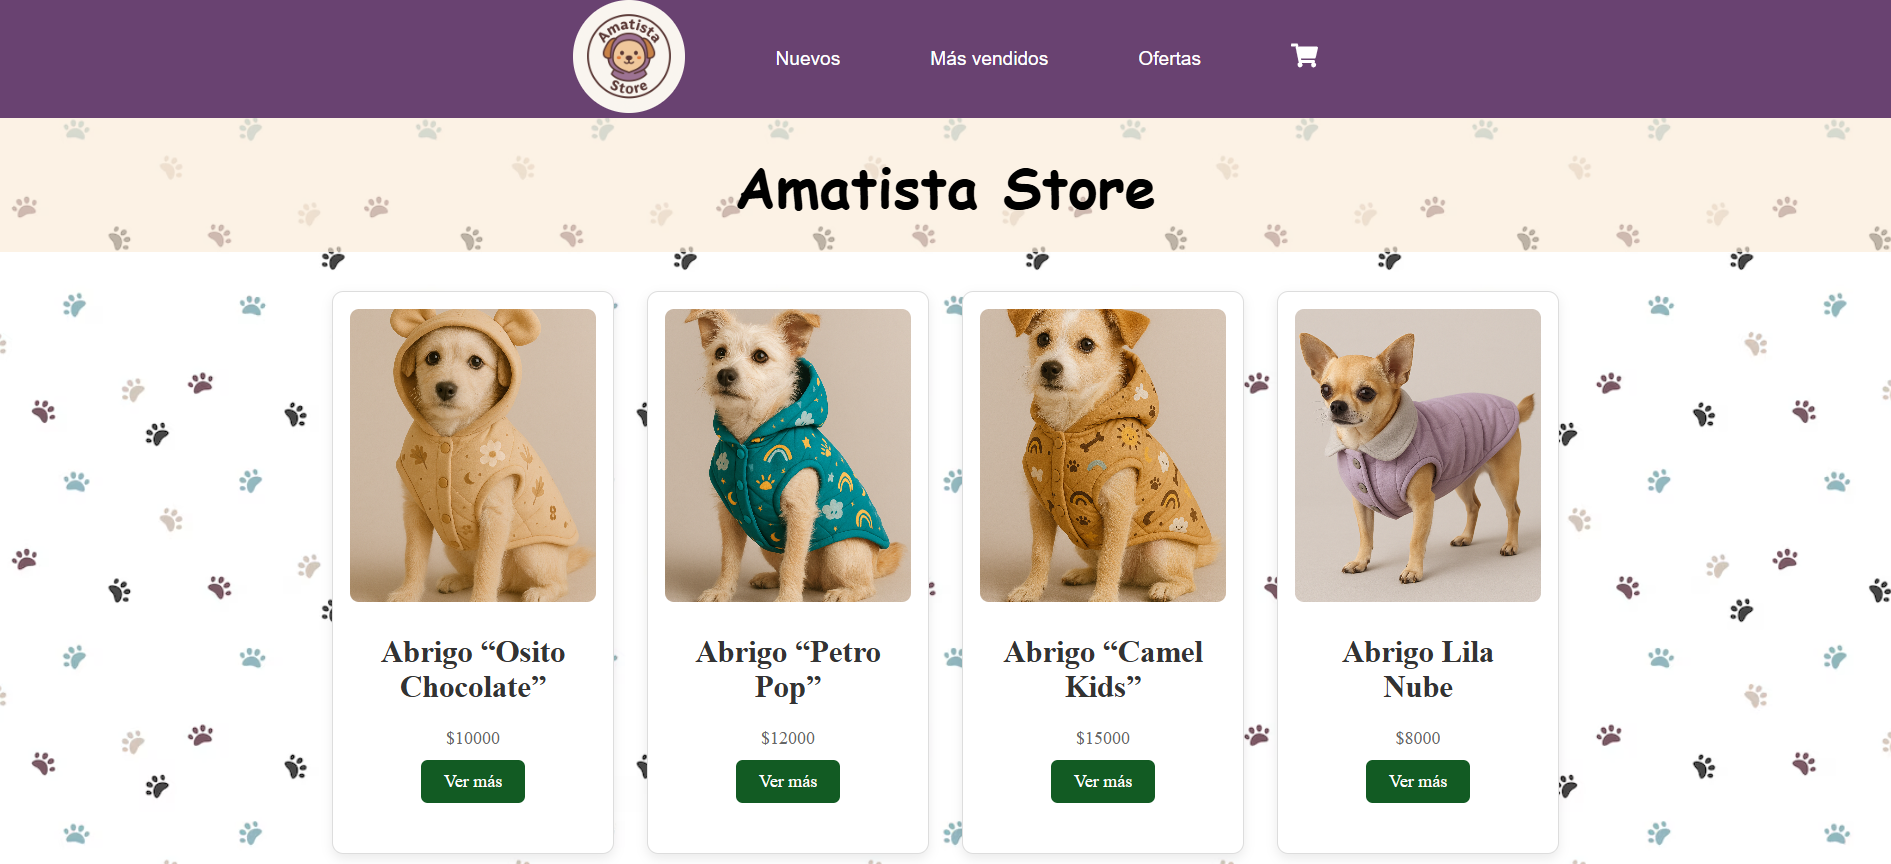 Amatista
Store
Nuevos
Más vendidos
Ofertas
Amatista Store
Abrigo “Osito
Chocolate”
$10000
Ver más
Abrigo “Petro
Pop”
$12000
Ver más
Abrigo “Camel
Kids”
$15000
Ver más
Abrigo Lila
Nube
$8000
Ver más